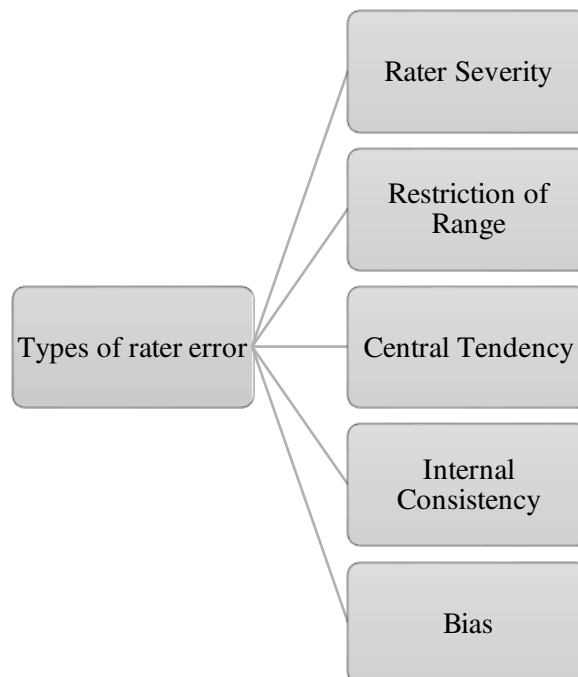 Types of rater error
Rater Severity
Restriction of
Range
Central Tendency
Internal
Consistency
Bias